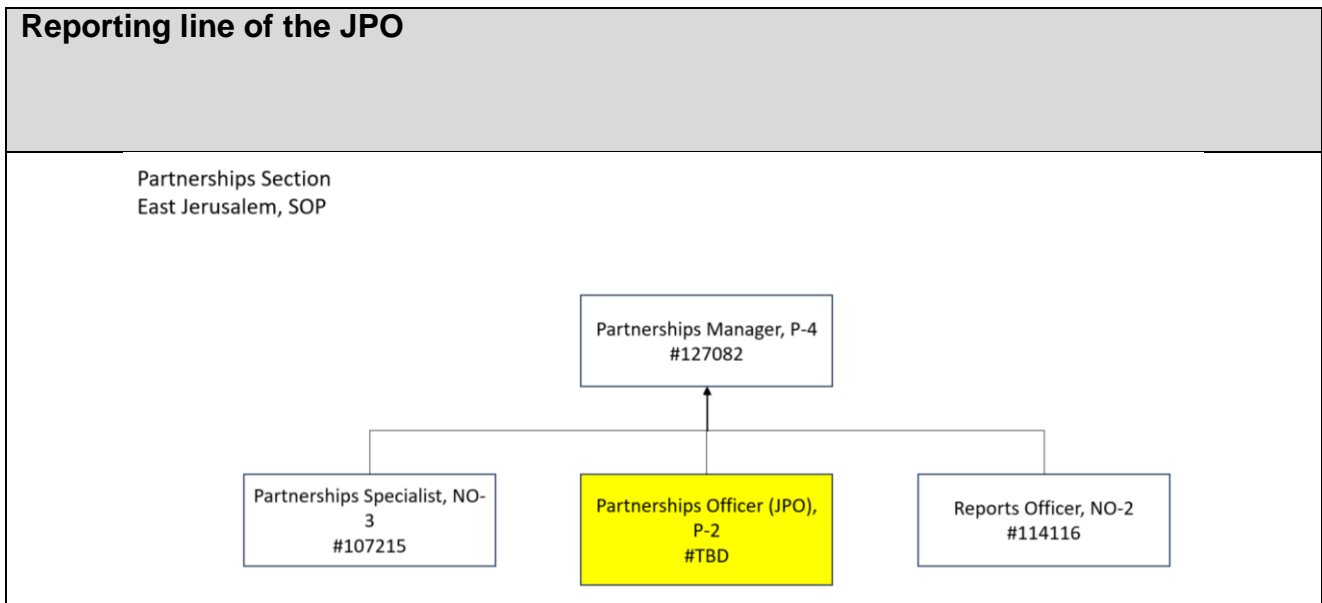 Reporting line of the JPO
Partnerships Section
East Jerusalem, SOP
Partnerships Manager, P-4
#127082
Partnerships Specialist, NO-
3
#107215
Partnerships Officer (JPO),
P-2
#TBD
Reports Officer, NO-2
#114116